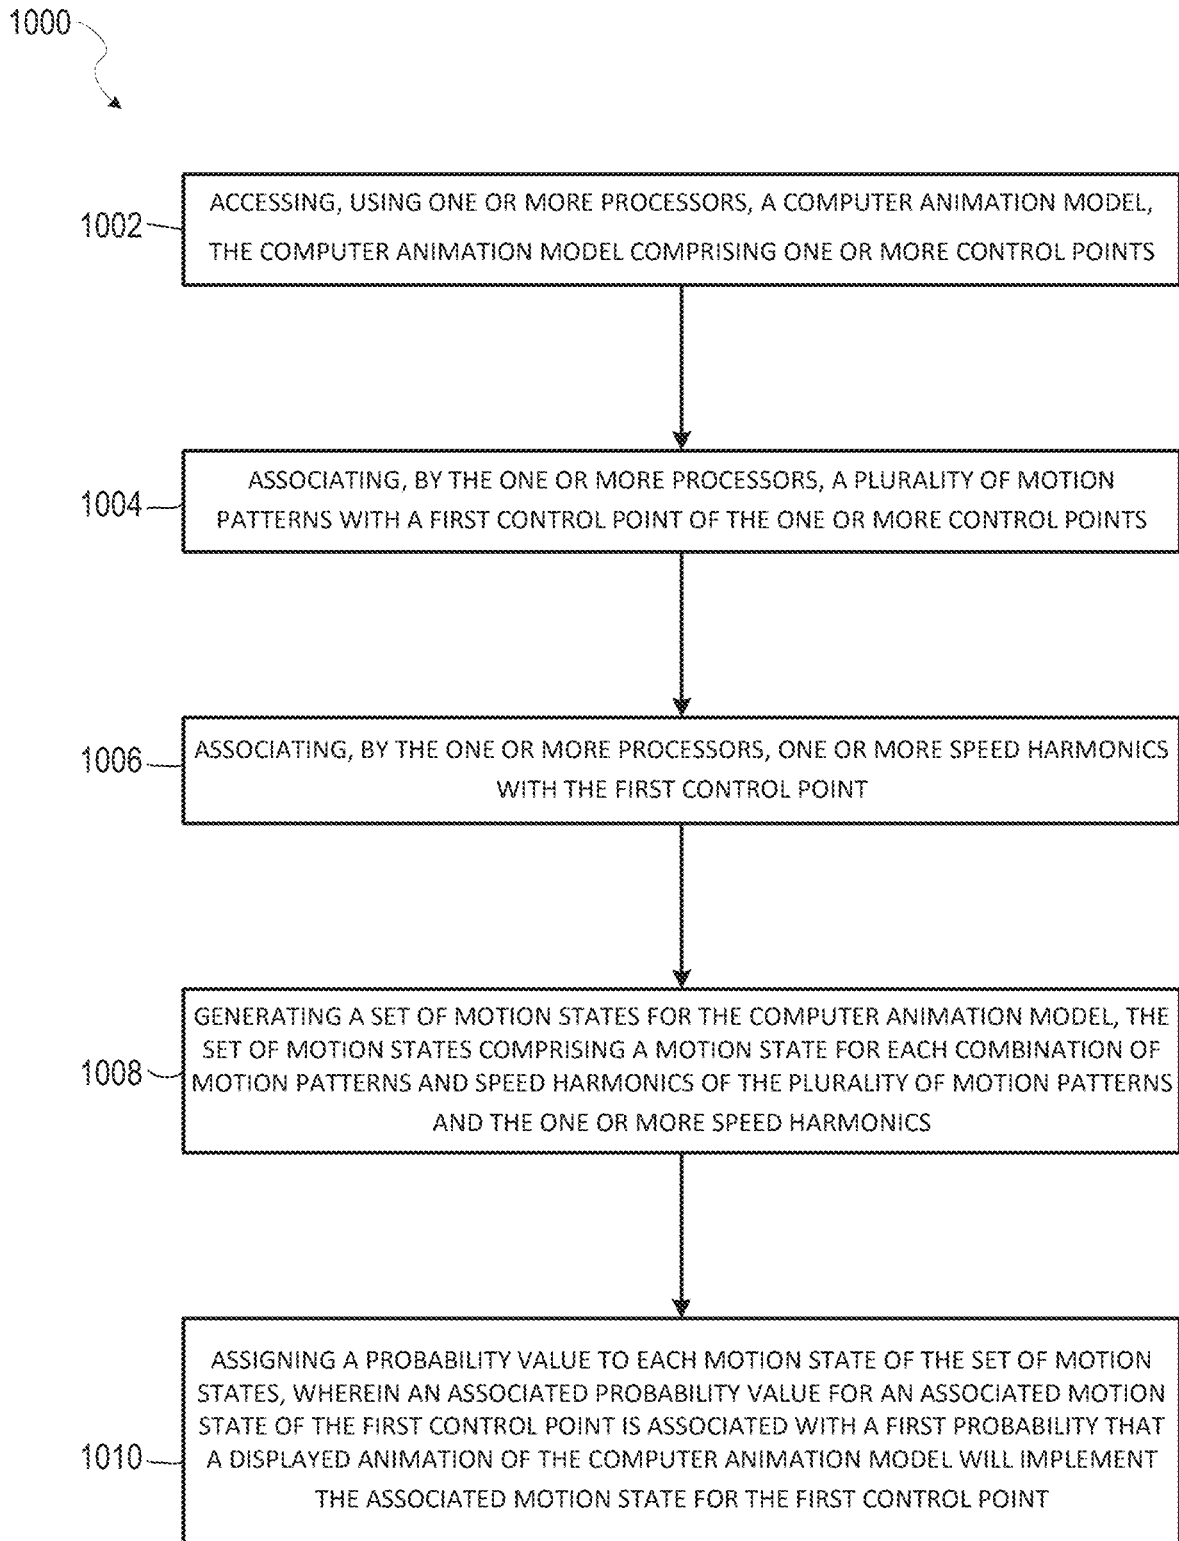 1000
1002
ACCESSING, USING ONE OR MORE PROCESSORS, A COMPUTER ANIMATION MODEL,
THE COMPUTER ANIMATION MODEL COMPRISING ONE OR MORE CONTROL POINTS
1004
ASSOCIATING, BY THE ONE OR MORE PROCESSORS, A PLURALITY OF MOTION
PATTERNS WITH A FIRST CONTROL POINT OF THE ONE OR MORE CONTROL POINTS
1006
ASSOCIATING, BY THE ONE OR MORE PROCESSORS, ONE OR MORE SPEED HARMONICS
WITH THE FIRST CONTROL POINT
1008
GENERATING A SET OF MOTION STATES FOR THE COMPUTER ANIMATION MODEL, THE
SET OF MOTION STATES COMPRISING A MOTION STATE FOR EACH COMBINATION OF
MOTION PATTERNS AND SPEED HARMONICS OF THE PLURALITY OF MOTION PATTERNS
AND THE ONE OR MORE SPEED HARMONICS
1010
ASSIGNING A PROBABILITY VALUE TO EACH MOTION STATE OF THE SET OF MOTION
STATES, WHEREIN AN ASSOCIATED PROBABILITY VALUE FOR AN ASSOCIATED MOTION
STATE OF THE FIRST CONTROL POINT IS ASSOCIATED WITH A FIRST PROBABILITY THAT
A DISPLAYED ANIMATION OF THE COMPUTER ANIMATION MODEL WILL IMPLEMENT
THE ASSOCIATED MOTION STATE FOR THE FIRST CONTROL POINT